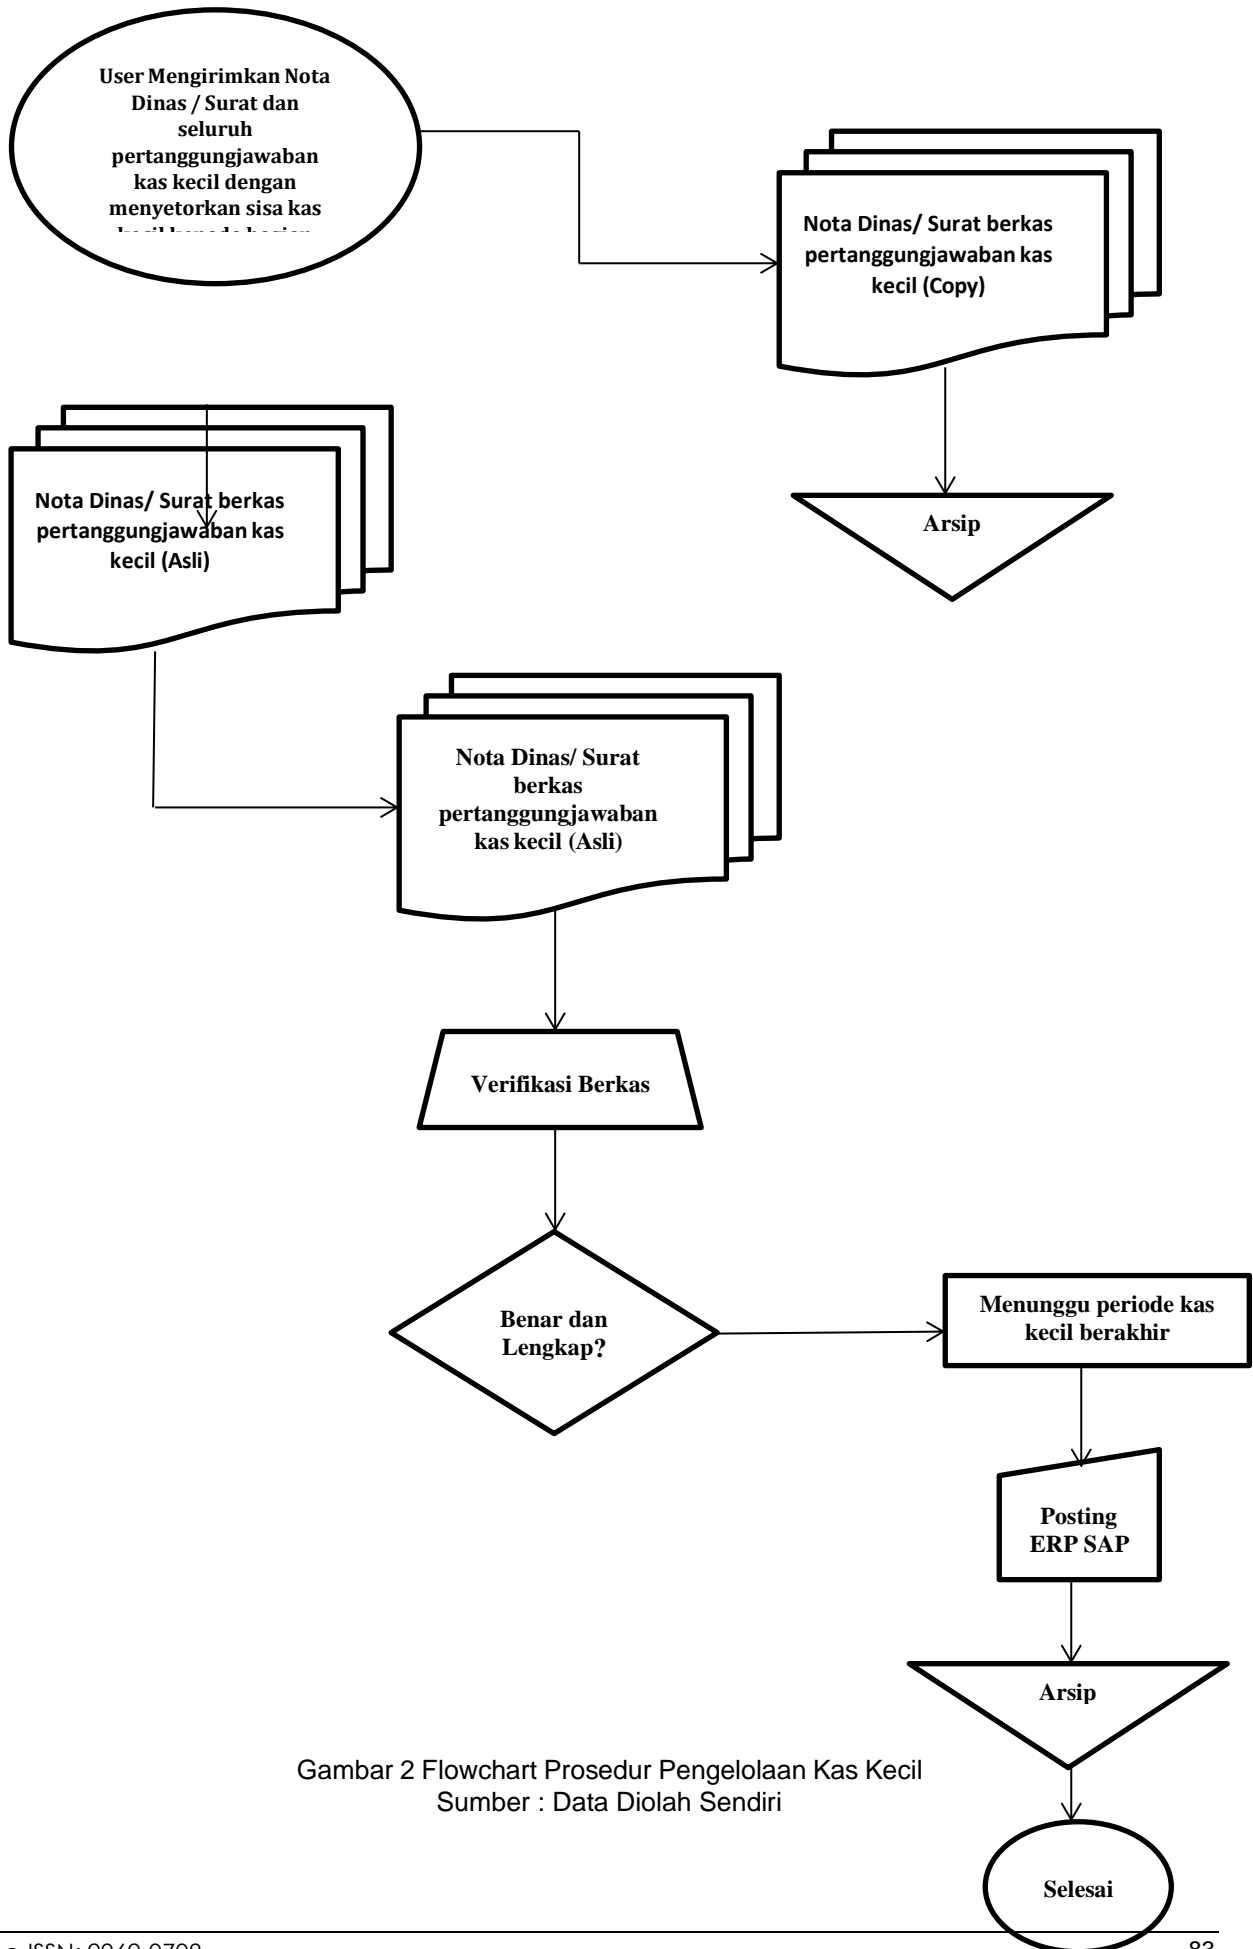 User Mengirimkan Nota
Dinas / Surat dan
seluruh
pertanggungjawaban
kas kecil dengan
menyetorkan sisa kas
Nota Dinas/ Surat berkas
pertanggungjawaban kas
kecil (Copy)
Nota Dinas/ Surat berkas
pertanggungjawaban kas
kecil (Asli)
Arsip
Nota Dinas/ Surat
berkas
pertanggungjawaban
kas kecil (Asli)
Verifikasi Berkas
Benar dan
Lengkap?
Menunggu periode kas
kecil berakhir
Posting
ERP SAP
Arsip
Gambar 2 Flowchart Prosedur Pengelolaan Kas Kecil
Sumber : Data Diolah Sendiri
Selesai
83